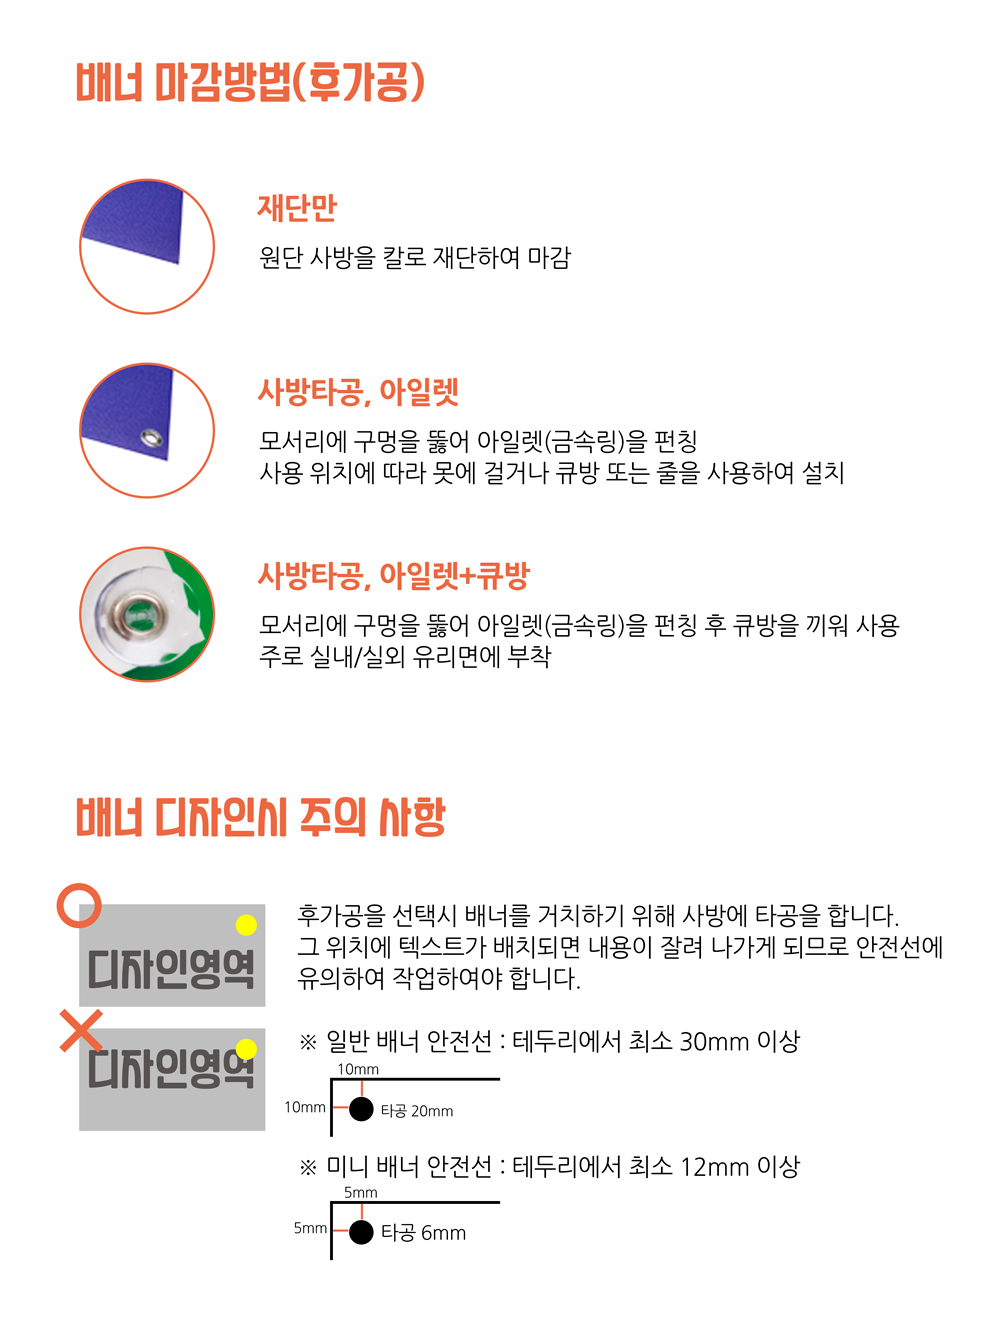 배너 마감방법(후가공)
재단만
원단 사방을 칼로 재단하여 마감
사방타공, 아일렛
모서리에 구멍을 뚫어 아일렛(금속링)을 펀칭
사용 위치에 따라 못에 걸거나 큐방 또는 줄을 사용하여 설치
사방타공, 아일렛+큐방
모서리에 구멍을 뚫어 아일렛(금속링)을 펀칭 후 큐방을 끼워 사용
주로 실내/실외 유리면에 부착
배너 디자인시 주의 사항
디자인영역
디자인영역
후가공을 선택시 배너를 거치하기 위해 사방에 타공을 합니다.
그 위치에 텍스트가 배치되면 내용이 잘려 나가게 되므로 안전선에
유의하여 작업하여야 합니다.
※ 일반 배너 안전선 : 테두리에서 최소 30mm 이상
10mm
10mm
타공 20mm
※ 미니 배너 안전선 : 테두리에서 최소 12mm 이상
5mm
5mm
타공 6mm